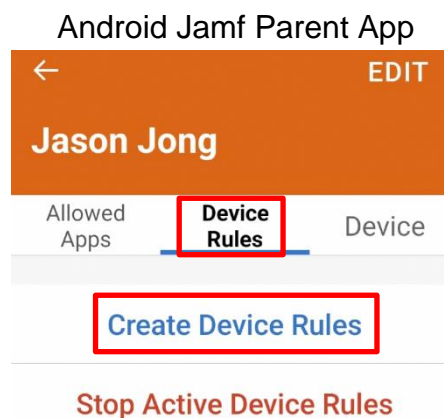 Android Jamf Parent App
← EDIT
Jason Jong
Allowed Apps
Device Rules
Device
Create Device Rules
Stop Active Device Rules